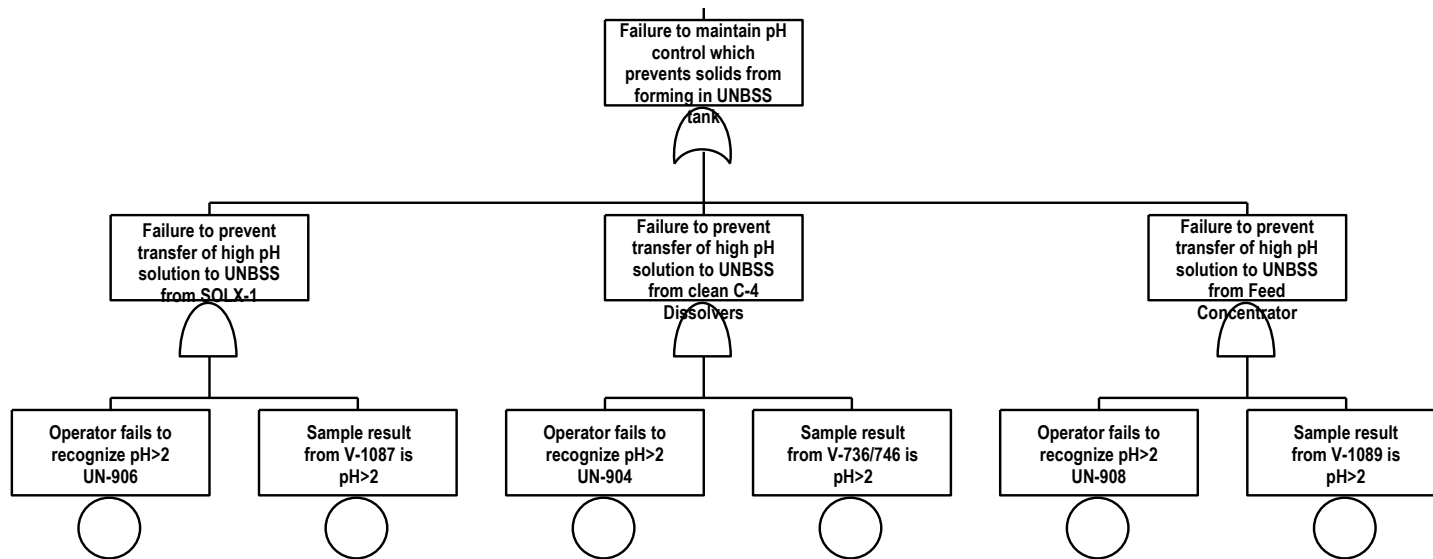 Failure to maintain pH
control which
prevents solids from
forming in UNBSS
tank
Failure to prevent
transfer of high pH
solution to UNBSS
from SOLX-1
Failure to prevent
transfer of high pH
solution to UNBSS
from clean C-4
Dissolvers
Failure to prevent
transfer of high pH
solution to UNBSS
from Feed
Concentrator
Operator fails to
recognize pH>2
UN-906
Sample result
from V-1087 is
pH>2
Operator fails to
recognize pH>2
UN-904
Sample result
from V-736/746 is
pH>2
Operator fails to
recognize pH>2
UN-908
Sample result
from V-1089 is
pH>2